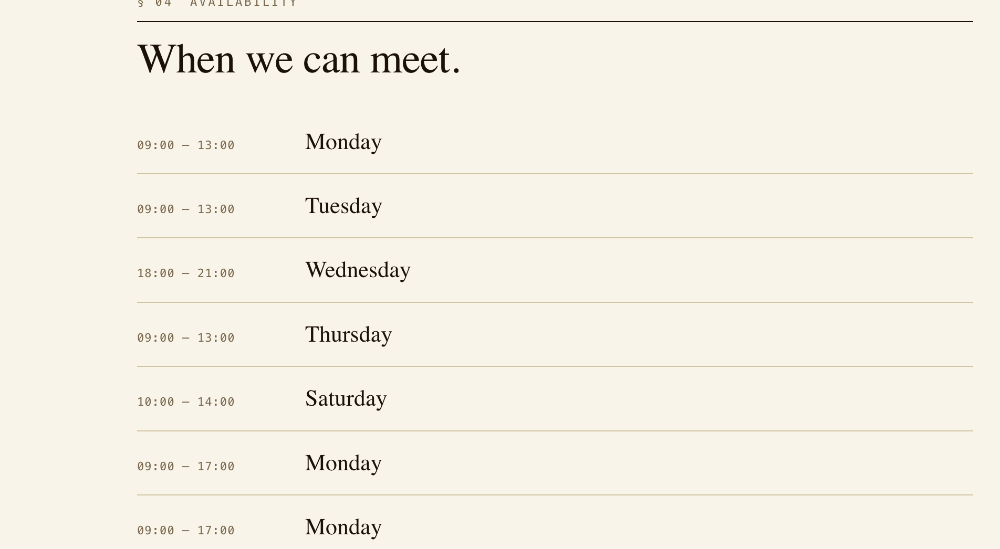 § 04 AVAILABILITY
When we can meet.
09:00 – 13:00 Monday
09:00 – 13:00 Tuesday
18:00 – 21:00 Wednesday
09:00 – 13:00 Thursday
10:00 – 14:00 Saturday
09:00 – 17:00 Monday
09:00 – 17:00 Monday